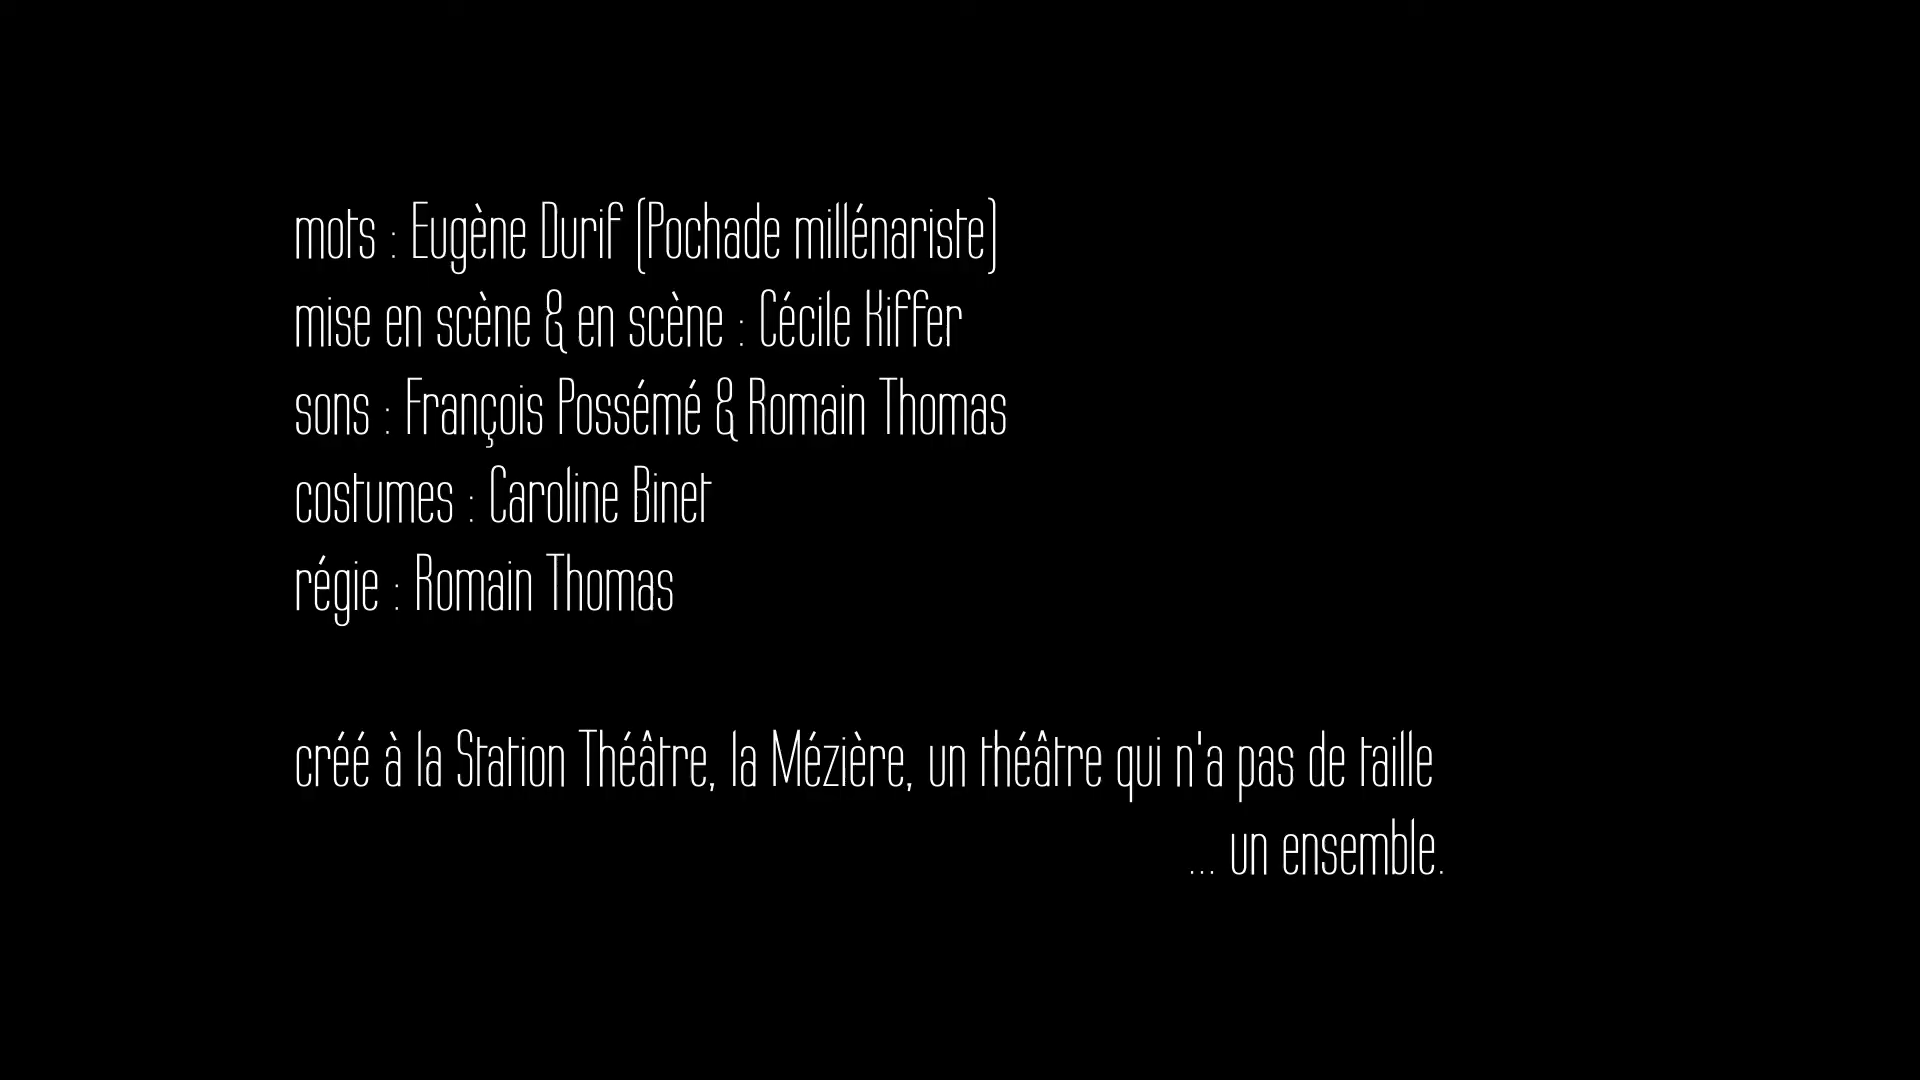 mots : Eugène Durif (Pochade millénariste)
mise en scène & en scène : Cécile Kiffer
sons : François Possémé & Romain Thomas
costumes : Caroline Binet
régie : Romain Thomas
créé à la Station Théâtre, la Mézière, un théâtre qui n'a pas de taille
... un ensemble.